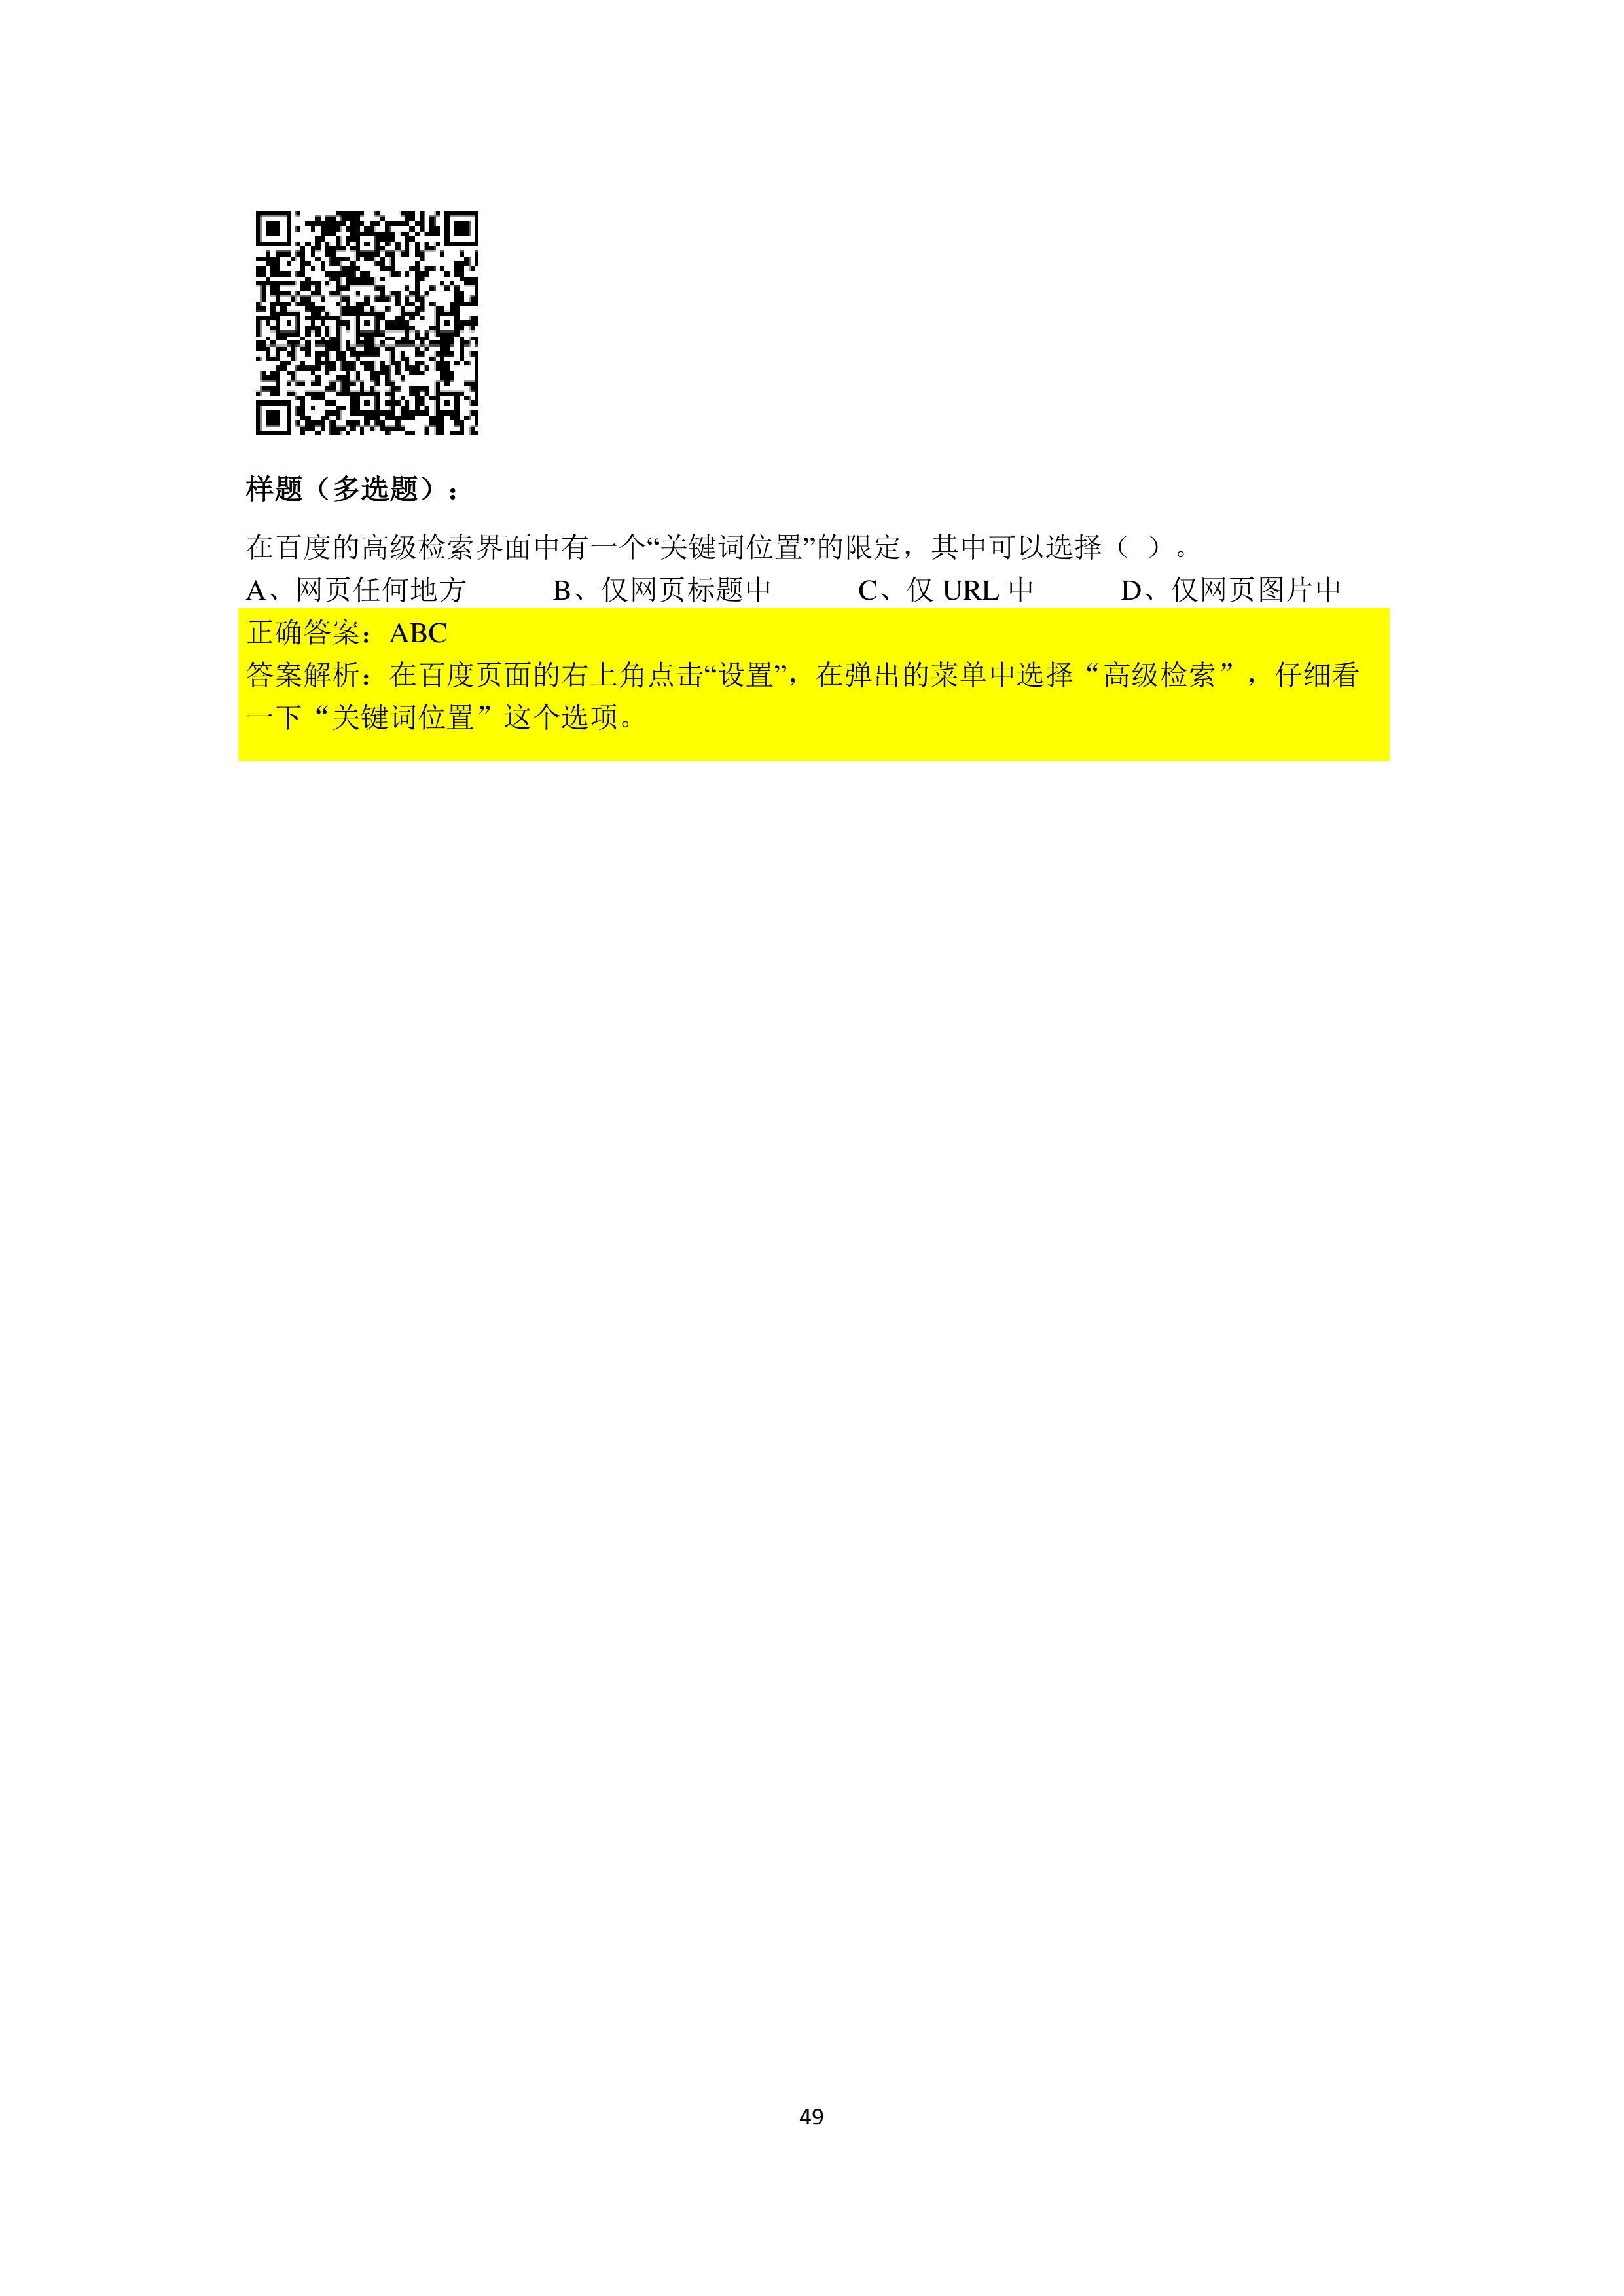 样题（多选题）：
在百度的高级检索界面中有一个“关键词位置”的限定，其中可以选择（ ）。
A、网页任何地方 B、仅网页标题中 C、仅 URL 中 D、仅网页图片中
正确答案：ABC
答案解析：在百度页面的右上角点击“设置”，在弹出的菜单中选择“高级检索”，仔细看
一下“关键词位置”这个选项。
49